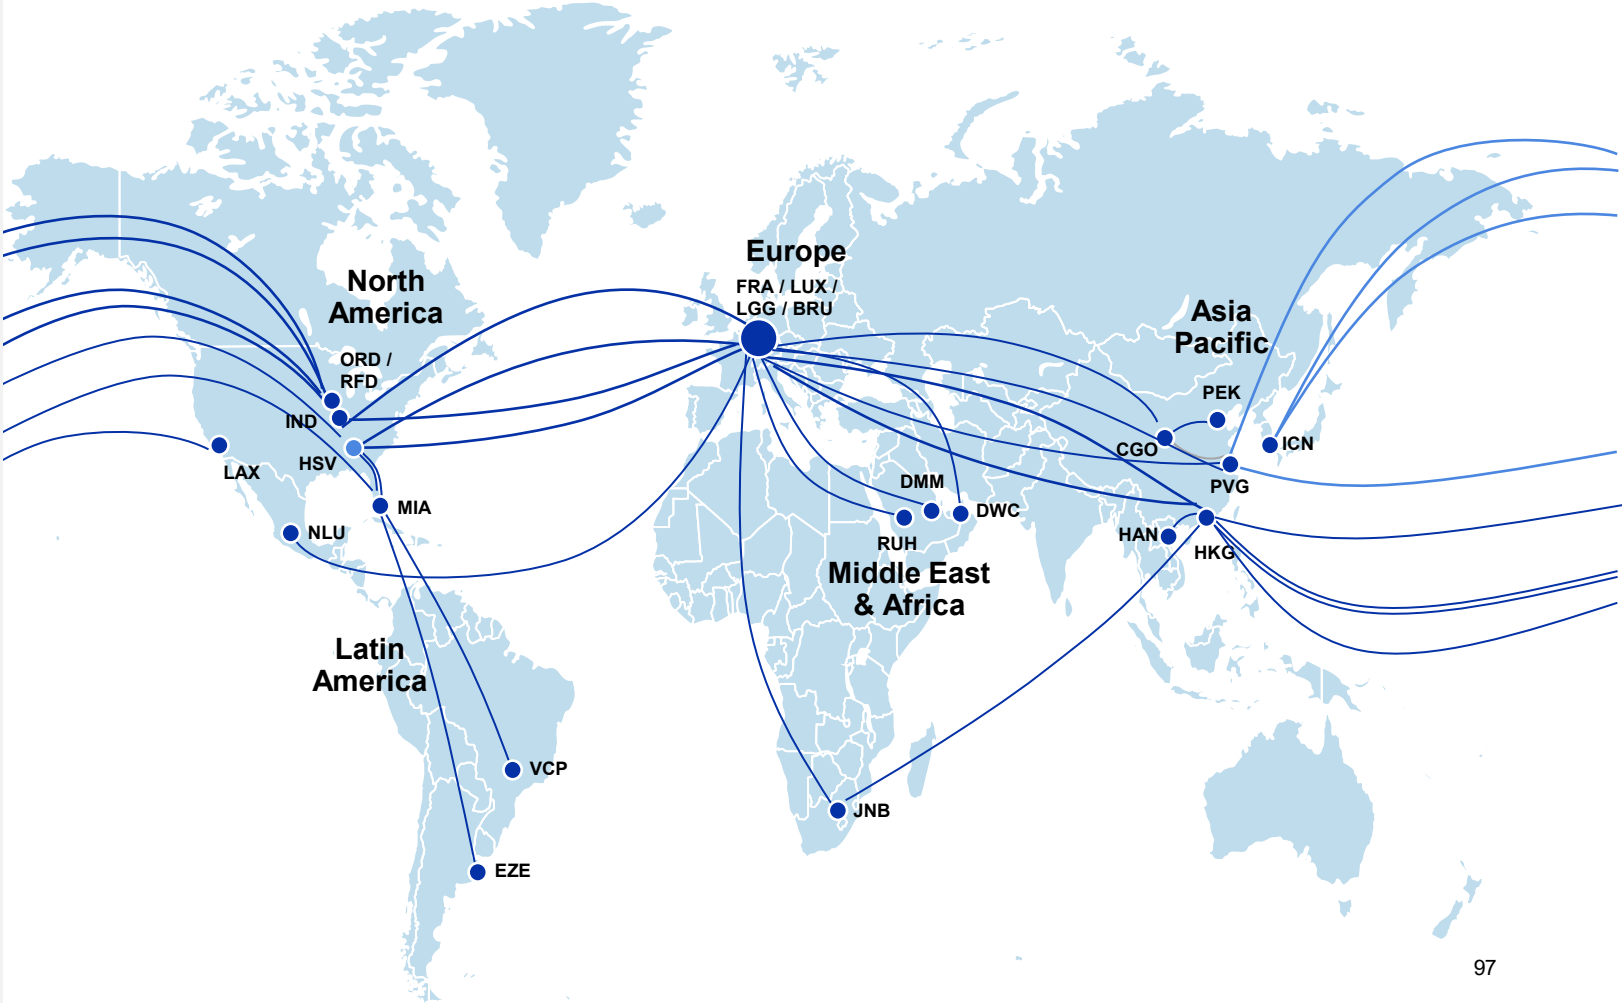 Europe
FRA / LUX /
LGG / BRU
North
America
ORD /
RFD
IND
HSV
LAX
MIA
NLU
Asia
Pacific
PEK
CGO
ICN
PVG
HAN
HKG
DMM
DWC
RUH
Middle East
& Africa
Latin
America
VCP
JNB
EZE
97